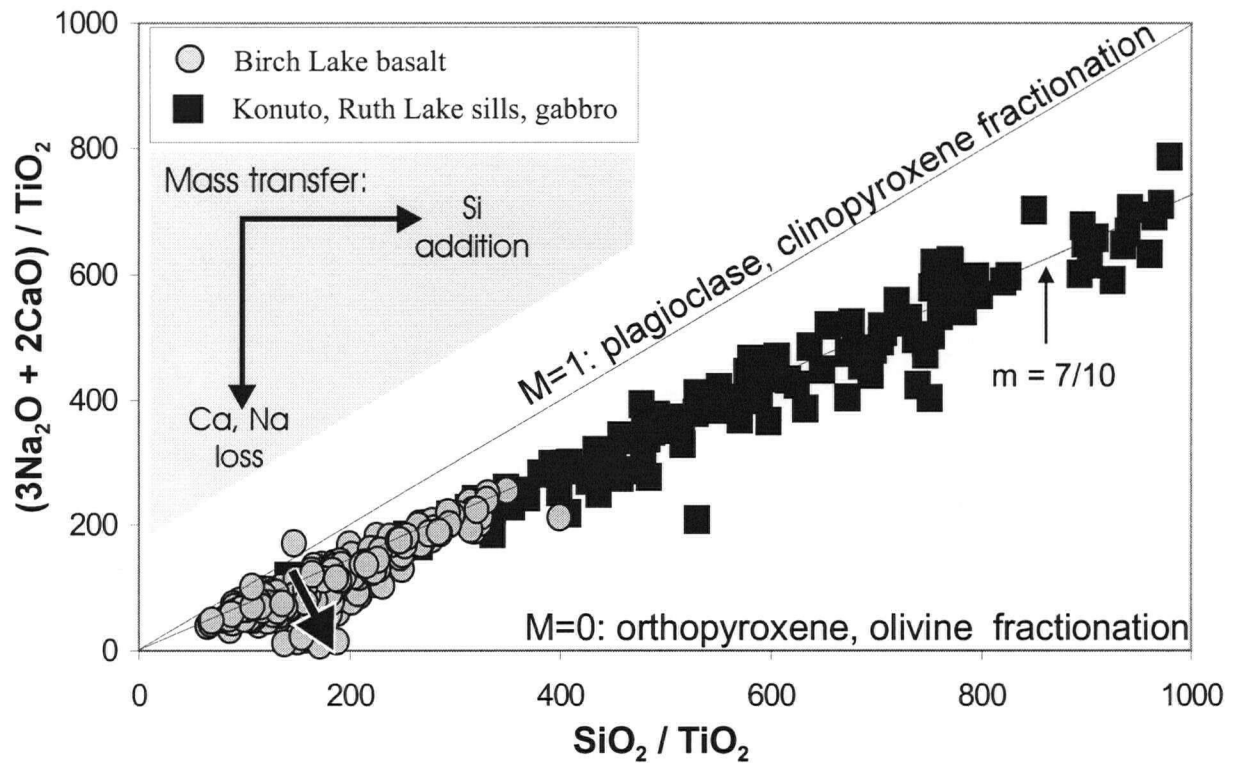 1000
800
600
400
200
0
(3Na₂O + 2CaO) / TiO₂
Birch Lake basalt
Konuto, Ruth Lake sills, gabbro
Mass transfer:
Si
addition
Ca, Na
loss
M=1: plagioclase, clinopyroxene fractionation
m = 7/10
M=0: orthopyroxene, olivine fractionation
0 200 400 600 800 1000
SiO₂ / TiO₂